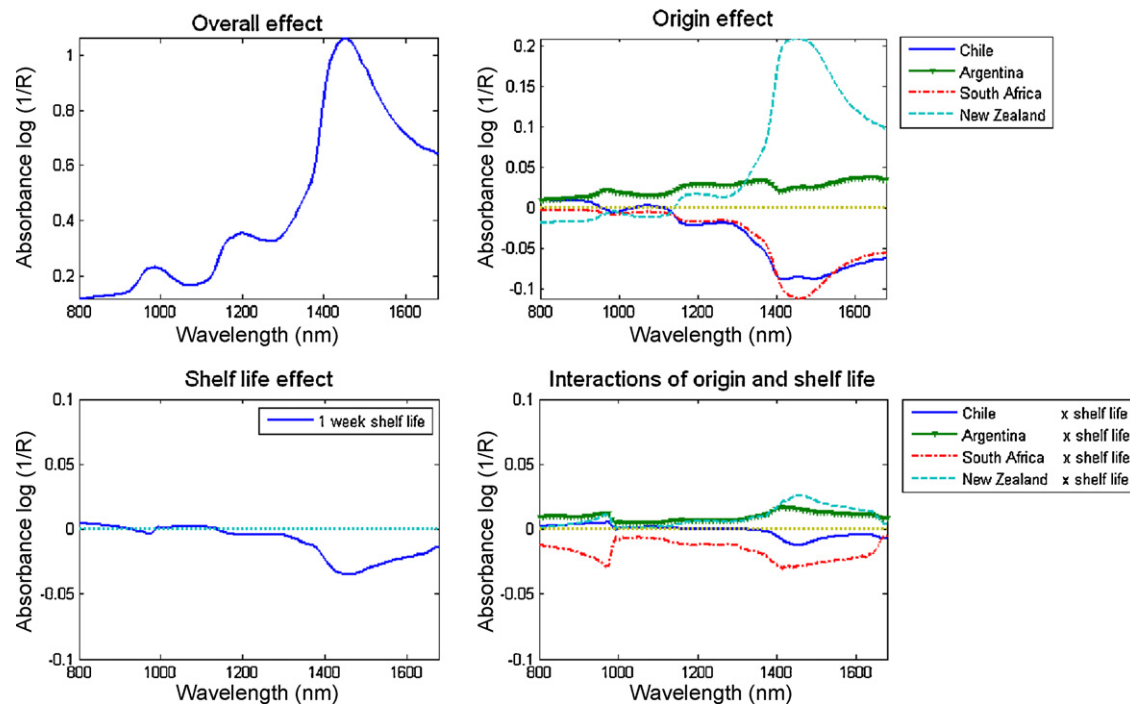 Overall effect
Absorbance log (1/R)
1
0.8
0.6
0.4
0.2
800 1000 1200 1400 1600
Wavelength (nm)
Origin effect
Absorbance log (1/R)
0.2
0.15
0.1
0.05
0
-0.05
-0.1
800 1000 1200 1400 1600
Wavelength (nm)
Chile
Argentina
South Africa
New Zealand
Shelf life effect
Absorbance log (1/R)
0.1
0.05
0
-0.05
-0.1
800 1000 1200 1400 1600
Wavelength (nm)
1 week shelf life
Interactions of origin and shelf life
Absorbance log (1/R)
0.1
0.05
0
-0.05
-0.1
800 1000 1200 1400 1600
Wavelength (nm)
Chile x shelf life
Argentina x shelf life
South Africa x shelf life
New Zealand x shelf life